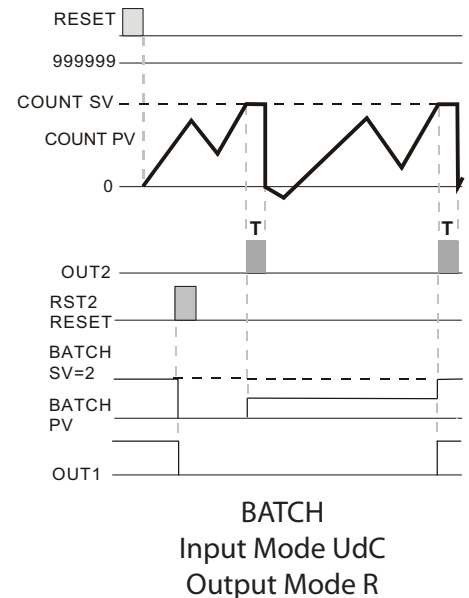 RESET
999999
COUNT SV
COUNT PV
0
T
T
OUT2
RST2
RESET
BATCH
SV=2
BATCH
PV
OUT1
BATCH
Input Mode UdC
Output Mode R